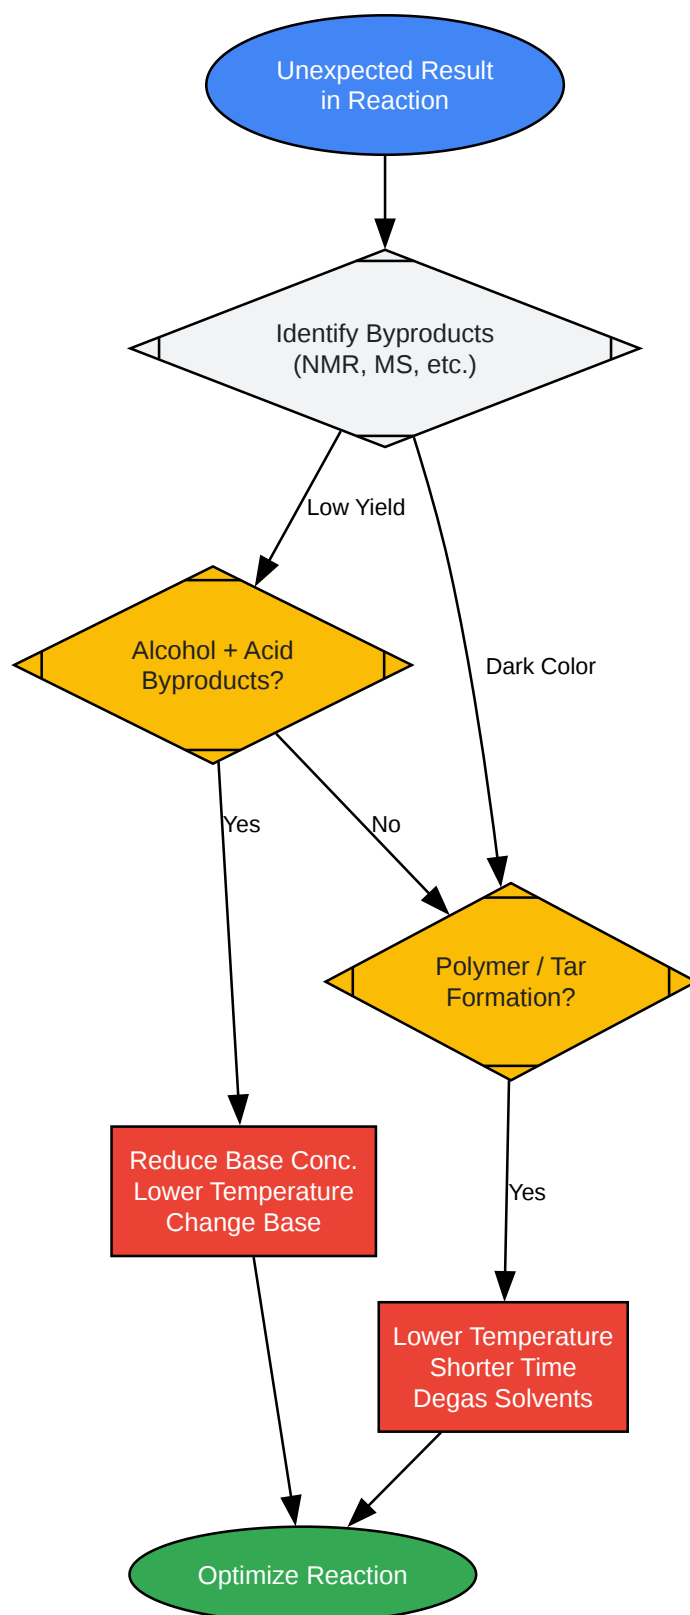 Unexpected Result
in Reaction
Identify Byproducts
(NMR, MS, etc.)
Low Yield
Alcohol + Acid
Byproducts?
Dark Color
Yes
No
Polymer / Tar
Formation?
Reduce Base Conc.
Lower Temperature
Change Base
Yes
Lower Temperature
Shorter Time
Degas Solvents
Optimize Reaction